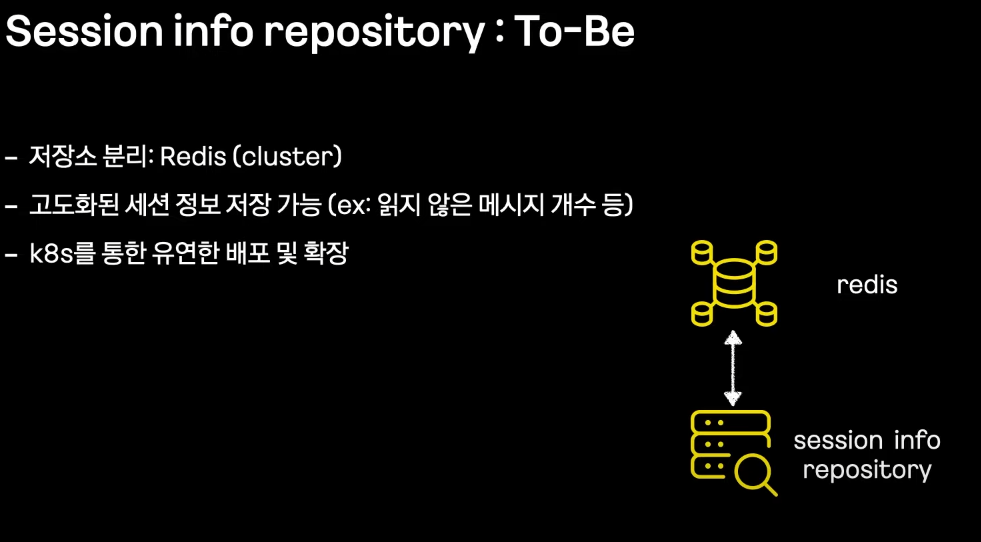 Session info repository : To-Be
- 저장소 분리: Redis (cluster)
- 고도화된 세션 정보 저장 가능 (ex: 읽지 않은 메시지 개수 등)
- k8s를 통한 유연한 배포 및 확장
redis
session info
repository